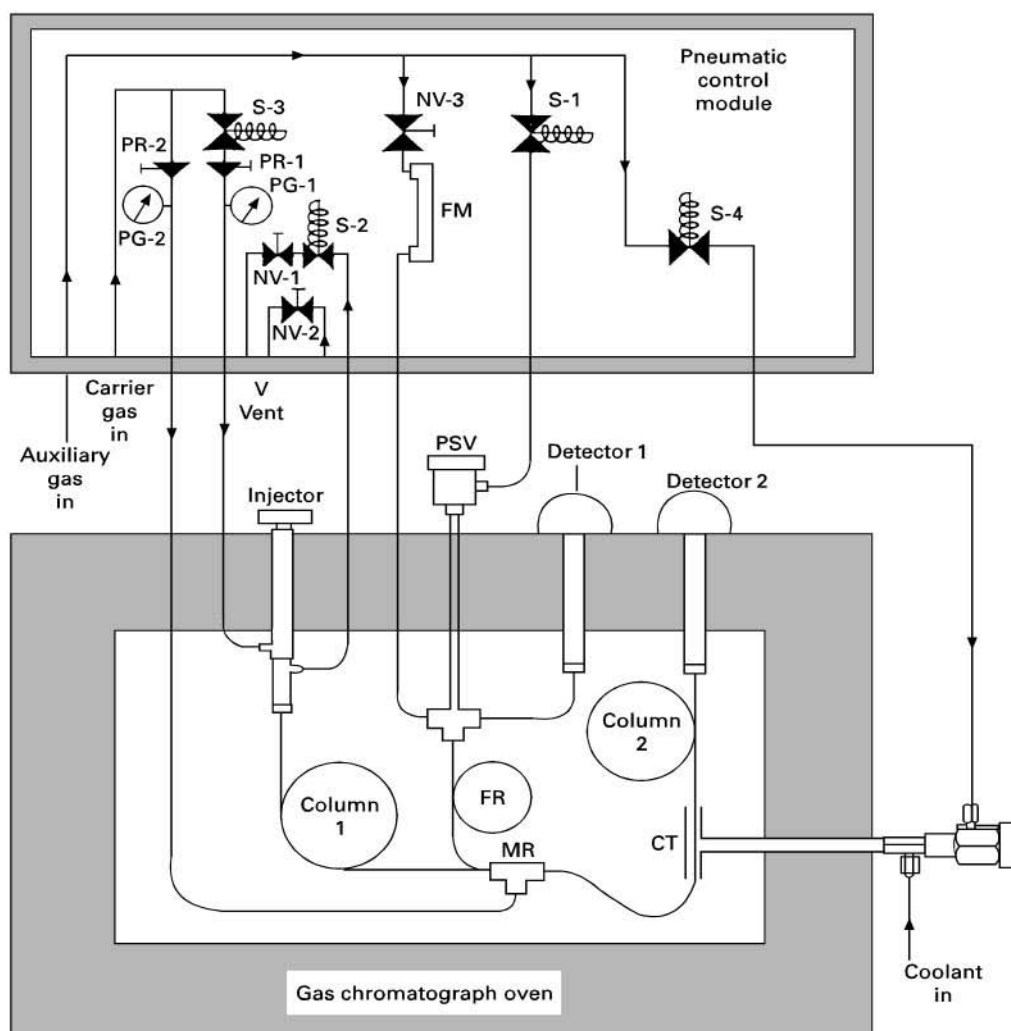 Pneumatic
control
module
S-3
NV-3
S-1
PR-2
PR-1
PG-1
S-2
FM
S-4
PG-2
NV-1
NV-2
Carrier
gas
in
V
Vent
Auxiliary
gas
in
PSV
Detector 1
Detector 2
Injector
Column
2
Column
1
FR
CT
MR
Coolant
in
Gas chromatograph oven